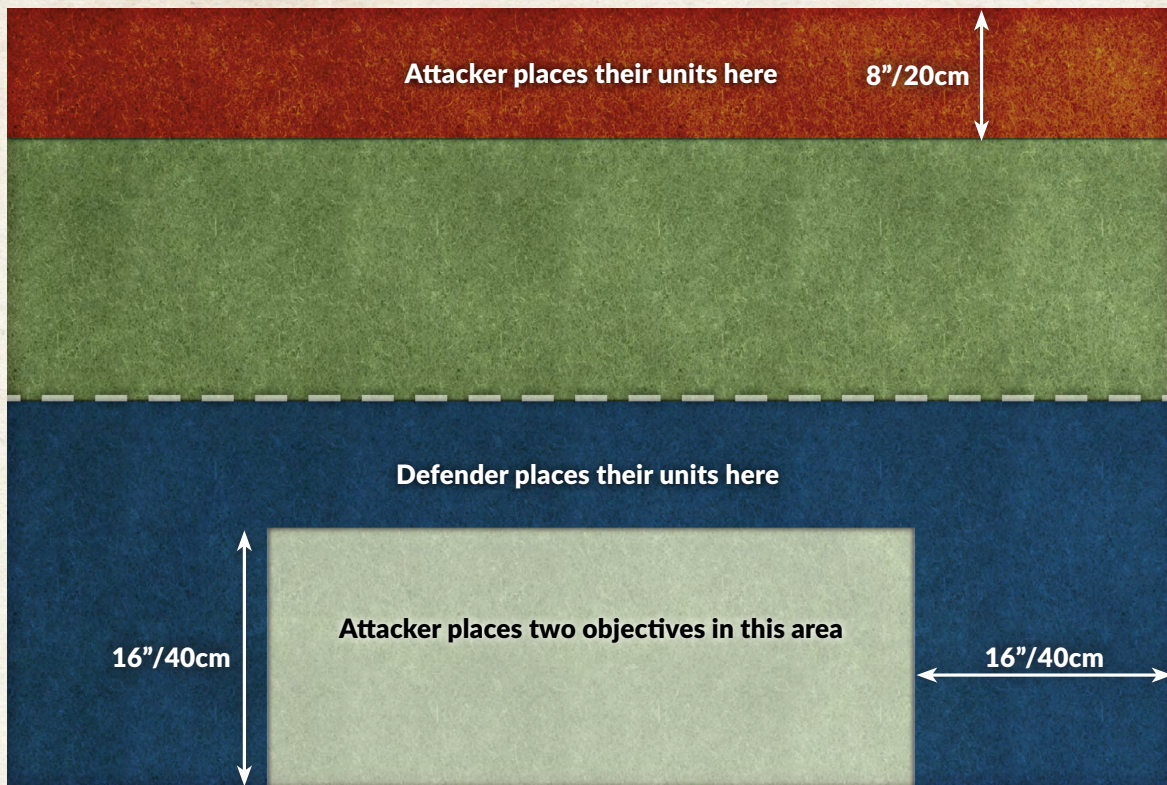 Attacker places their units here
8”/20cm
Defender places their units here
Attacker places two objectives in this area
16”/40cm
16”/40cm